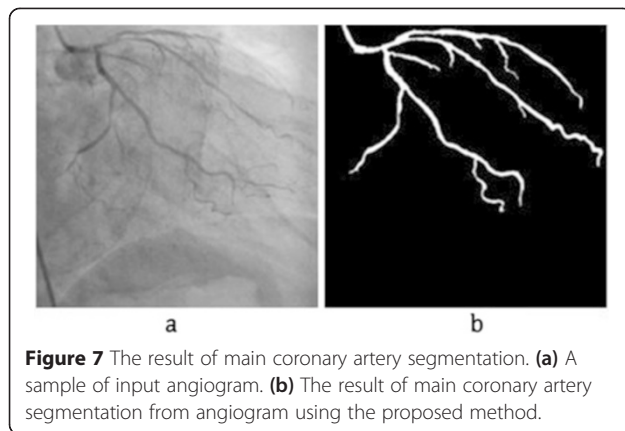 a b
Figure 7 The result of main coronary artery segmentation. (a) A
sample of input angiogram. (b) The result of main coronary artery
segmentation from angiogram using the proposed method.